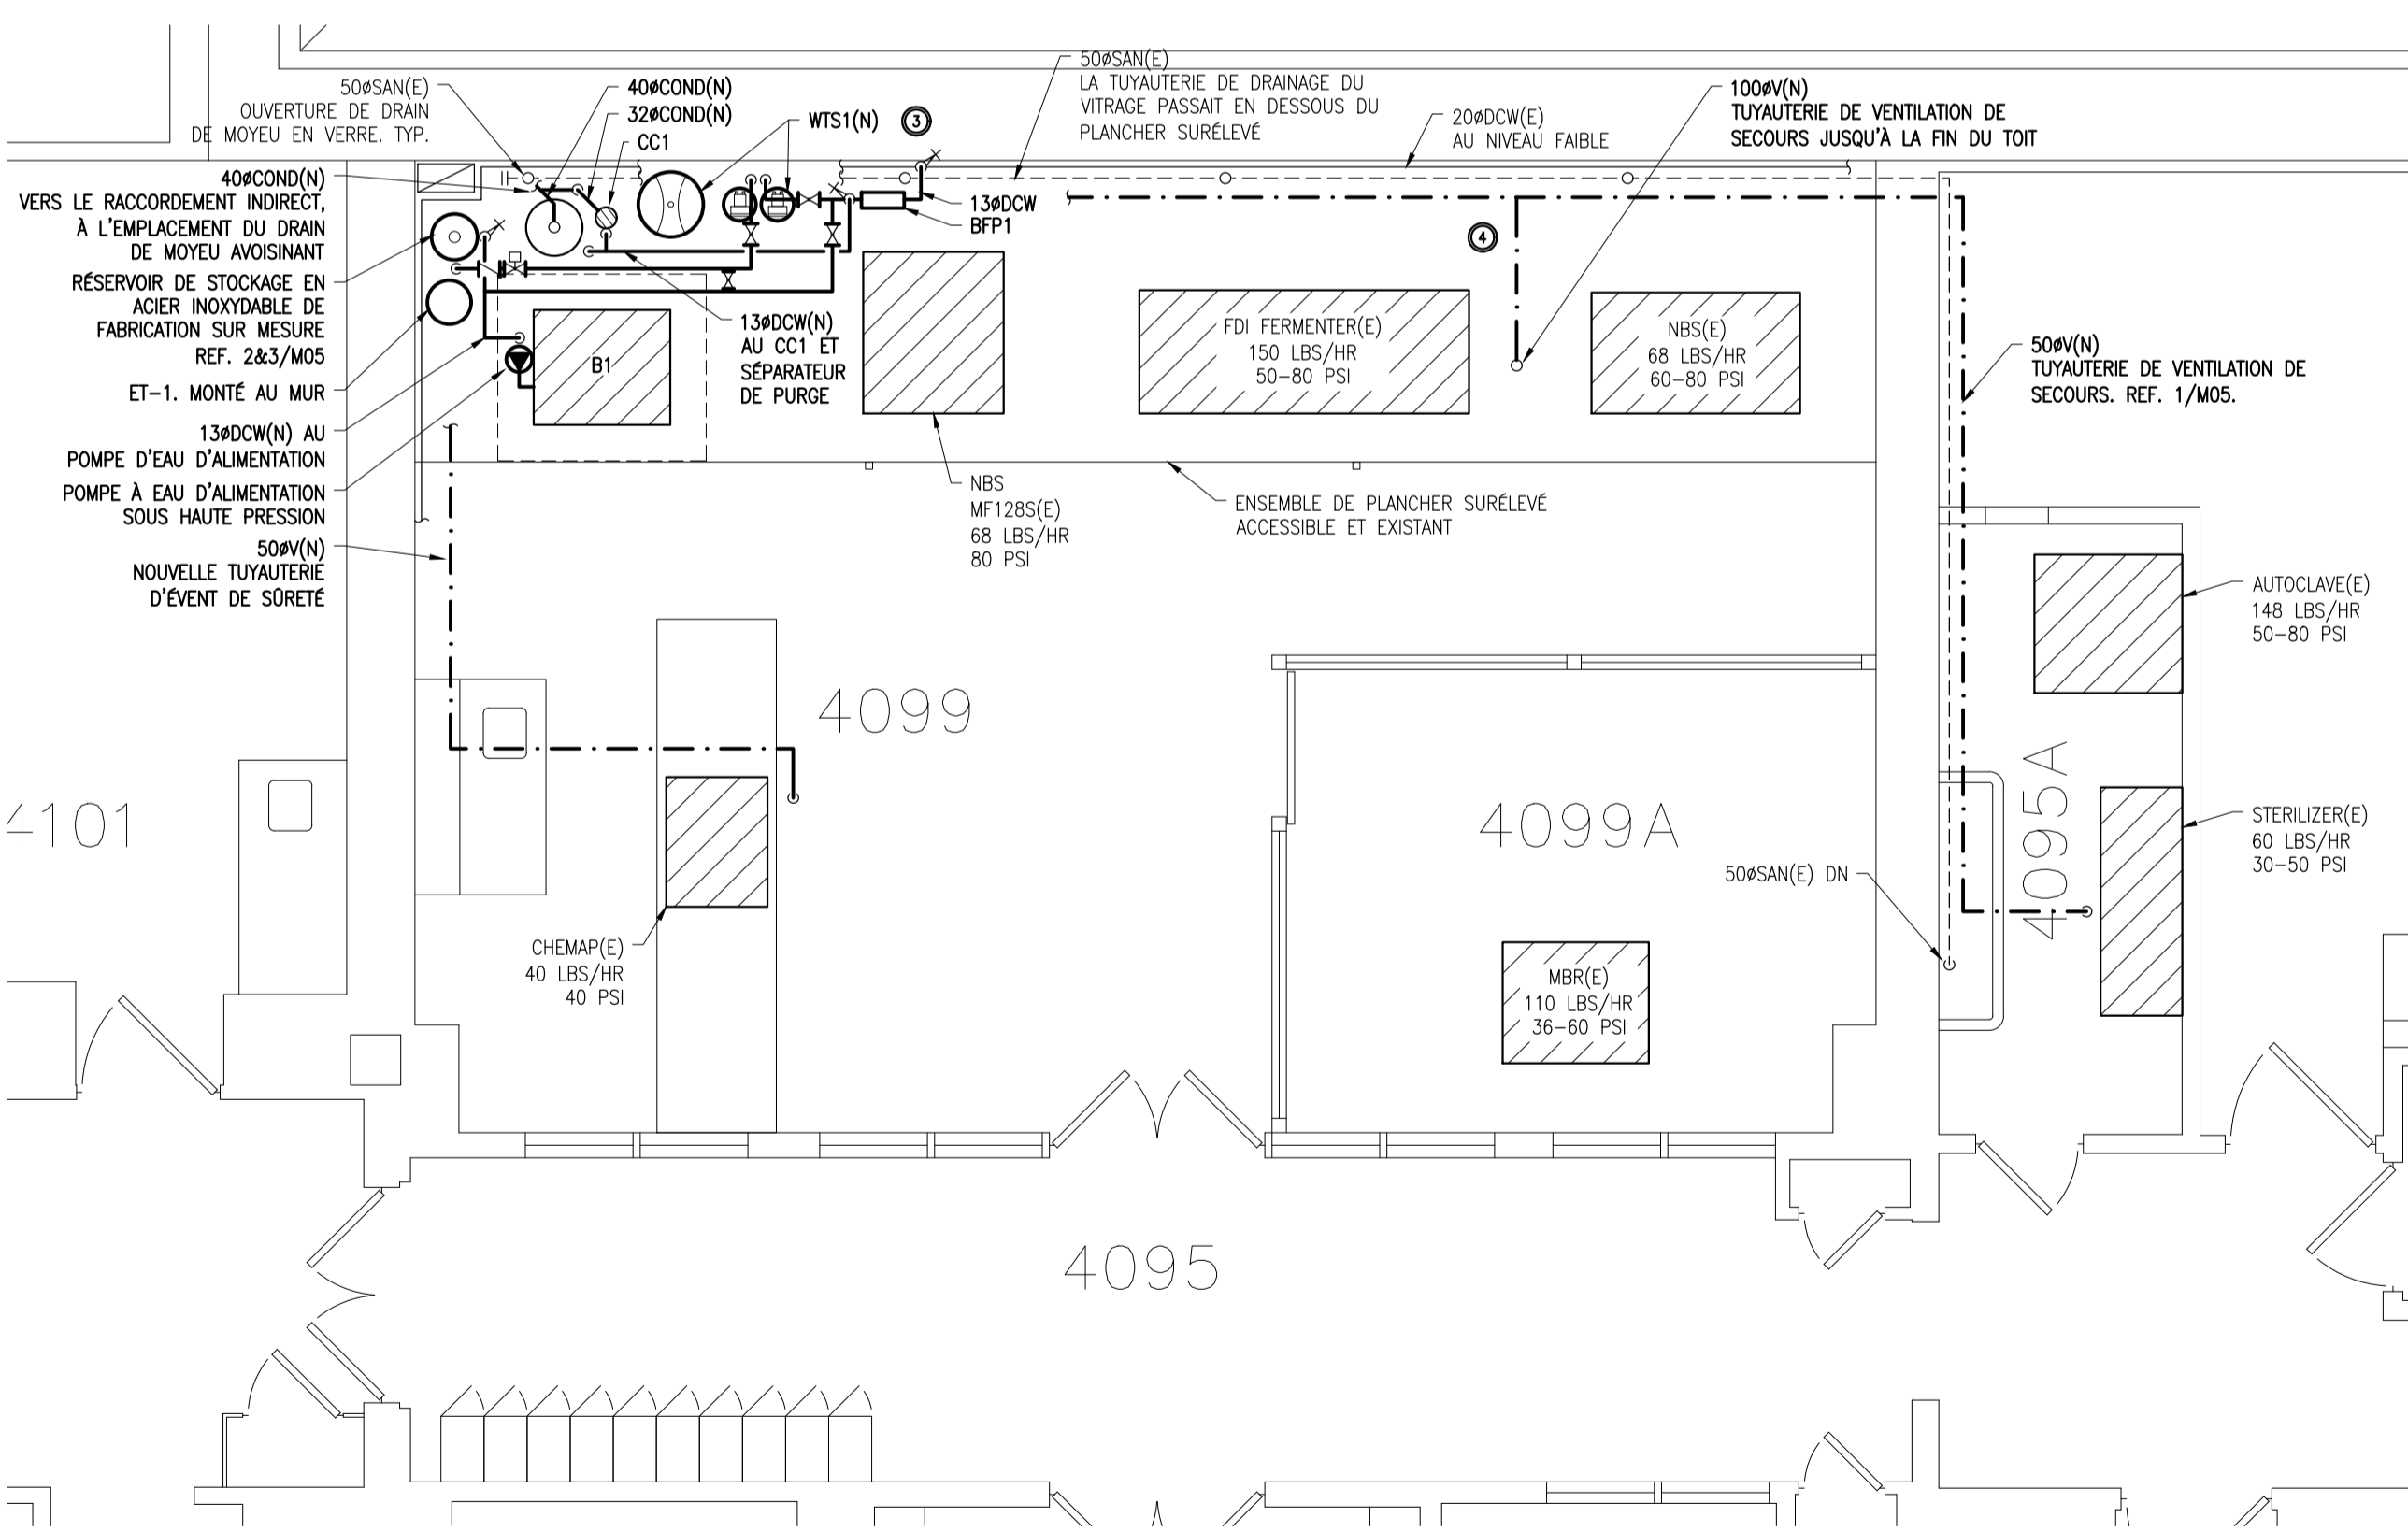 50øSAN(E)
OUVERTURE DE DRAIN
DE MOYEU EN VERRE. TYP.
40øCOND(N)
32øCOND(N)
CC1
WTS1(N)
3
50øSAN(E)
LA TUYAUTERIE DE DRAINAGE DU
VITRAGE PASSAIT EN DESSOUS DU
PLANCHER SURÉLEVÉ
20øDCW(E)
AU NIVEAU FAIBLE
100øV(N)
TUYAUTERIE DE VENTILATION DE
SECOURS JUSQU'À LA FIN DU TOIT
40øCOND(N)
VERS LE RACCORDEMENT INDIRECT,
À L'EMPLACEMENT DU DRAIN
DE MOYEU AVOISINANT
RÉSERVOIR DE STOCKAGE EN
ACIER INOXYDABLE DE
FABRICATION SUR MESURE
REF. 2&3/M05
ET-1. MONTÉ AU MUR
13øDCW(N) AU
POMPE D'EAU D'ALIMENTATION
POMPE À EAU D'ALIMENTATION
SOUS HAUTE PRESSION
50øV(N)
NOUVELLE TUYAUTERIE
D'ÉVENT DE SÛRETÉ
13øDCW
BFP1
4
B1
13øDCW(N)
AU CC1 ET
SÉPARATEUR
DE PURGE
FDI FERMENTER(E)
150 LBS/HR
50-80 PSI
NBS(E)
68 LBS/HR
60-80 PSI
50øV(N)
TUYAUTERIE DE VENTILATION DE
SECOURS. REF. 1/M05.
NBS
MF128S(E)
68 LBS/HR
80 PSI
ENSEMBLE DE PLANCHER SURÉLEVÉ
ACCESSIBLE ET EXISTANT
AUTOCLAVE(E)
148 LBS/HR
50-80 PSI
4099
4101
4099A
4095A
STERILIZER(E)
60 LBS/HR
30-50 PSI
50øSAN(E) DN
CHEMAP(E)
40 LBS/HR
40 PSI
MBR(E)
110 LBS/HR
36-60 PSI
4095